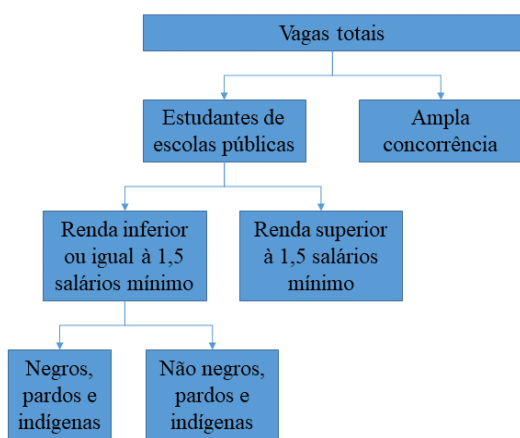 Vagas totais
Estudantes de
escolas públicas
Ampla
concorrência
Renda inferior
ou igual à 1,5
salários mínimo
Renda superior
à 1,5 salários
mínimo
Negros,
pardos e
indígenas
Não negros,
pardos e
indígenas